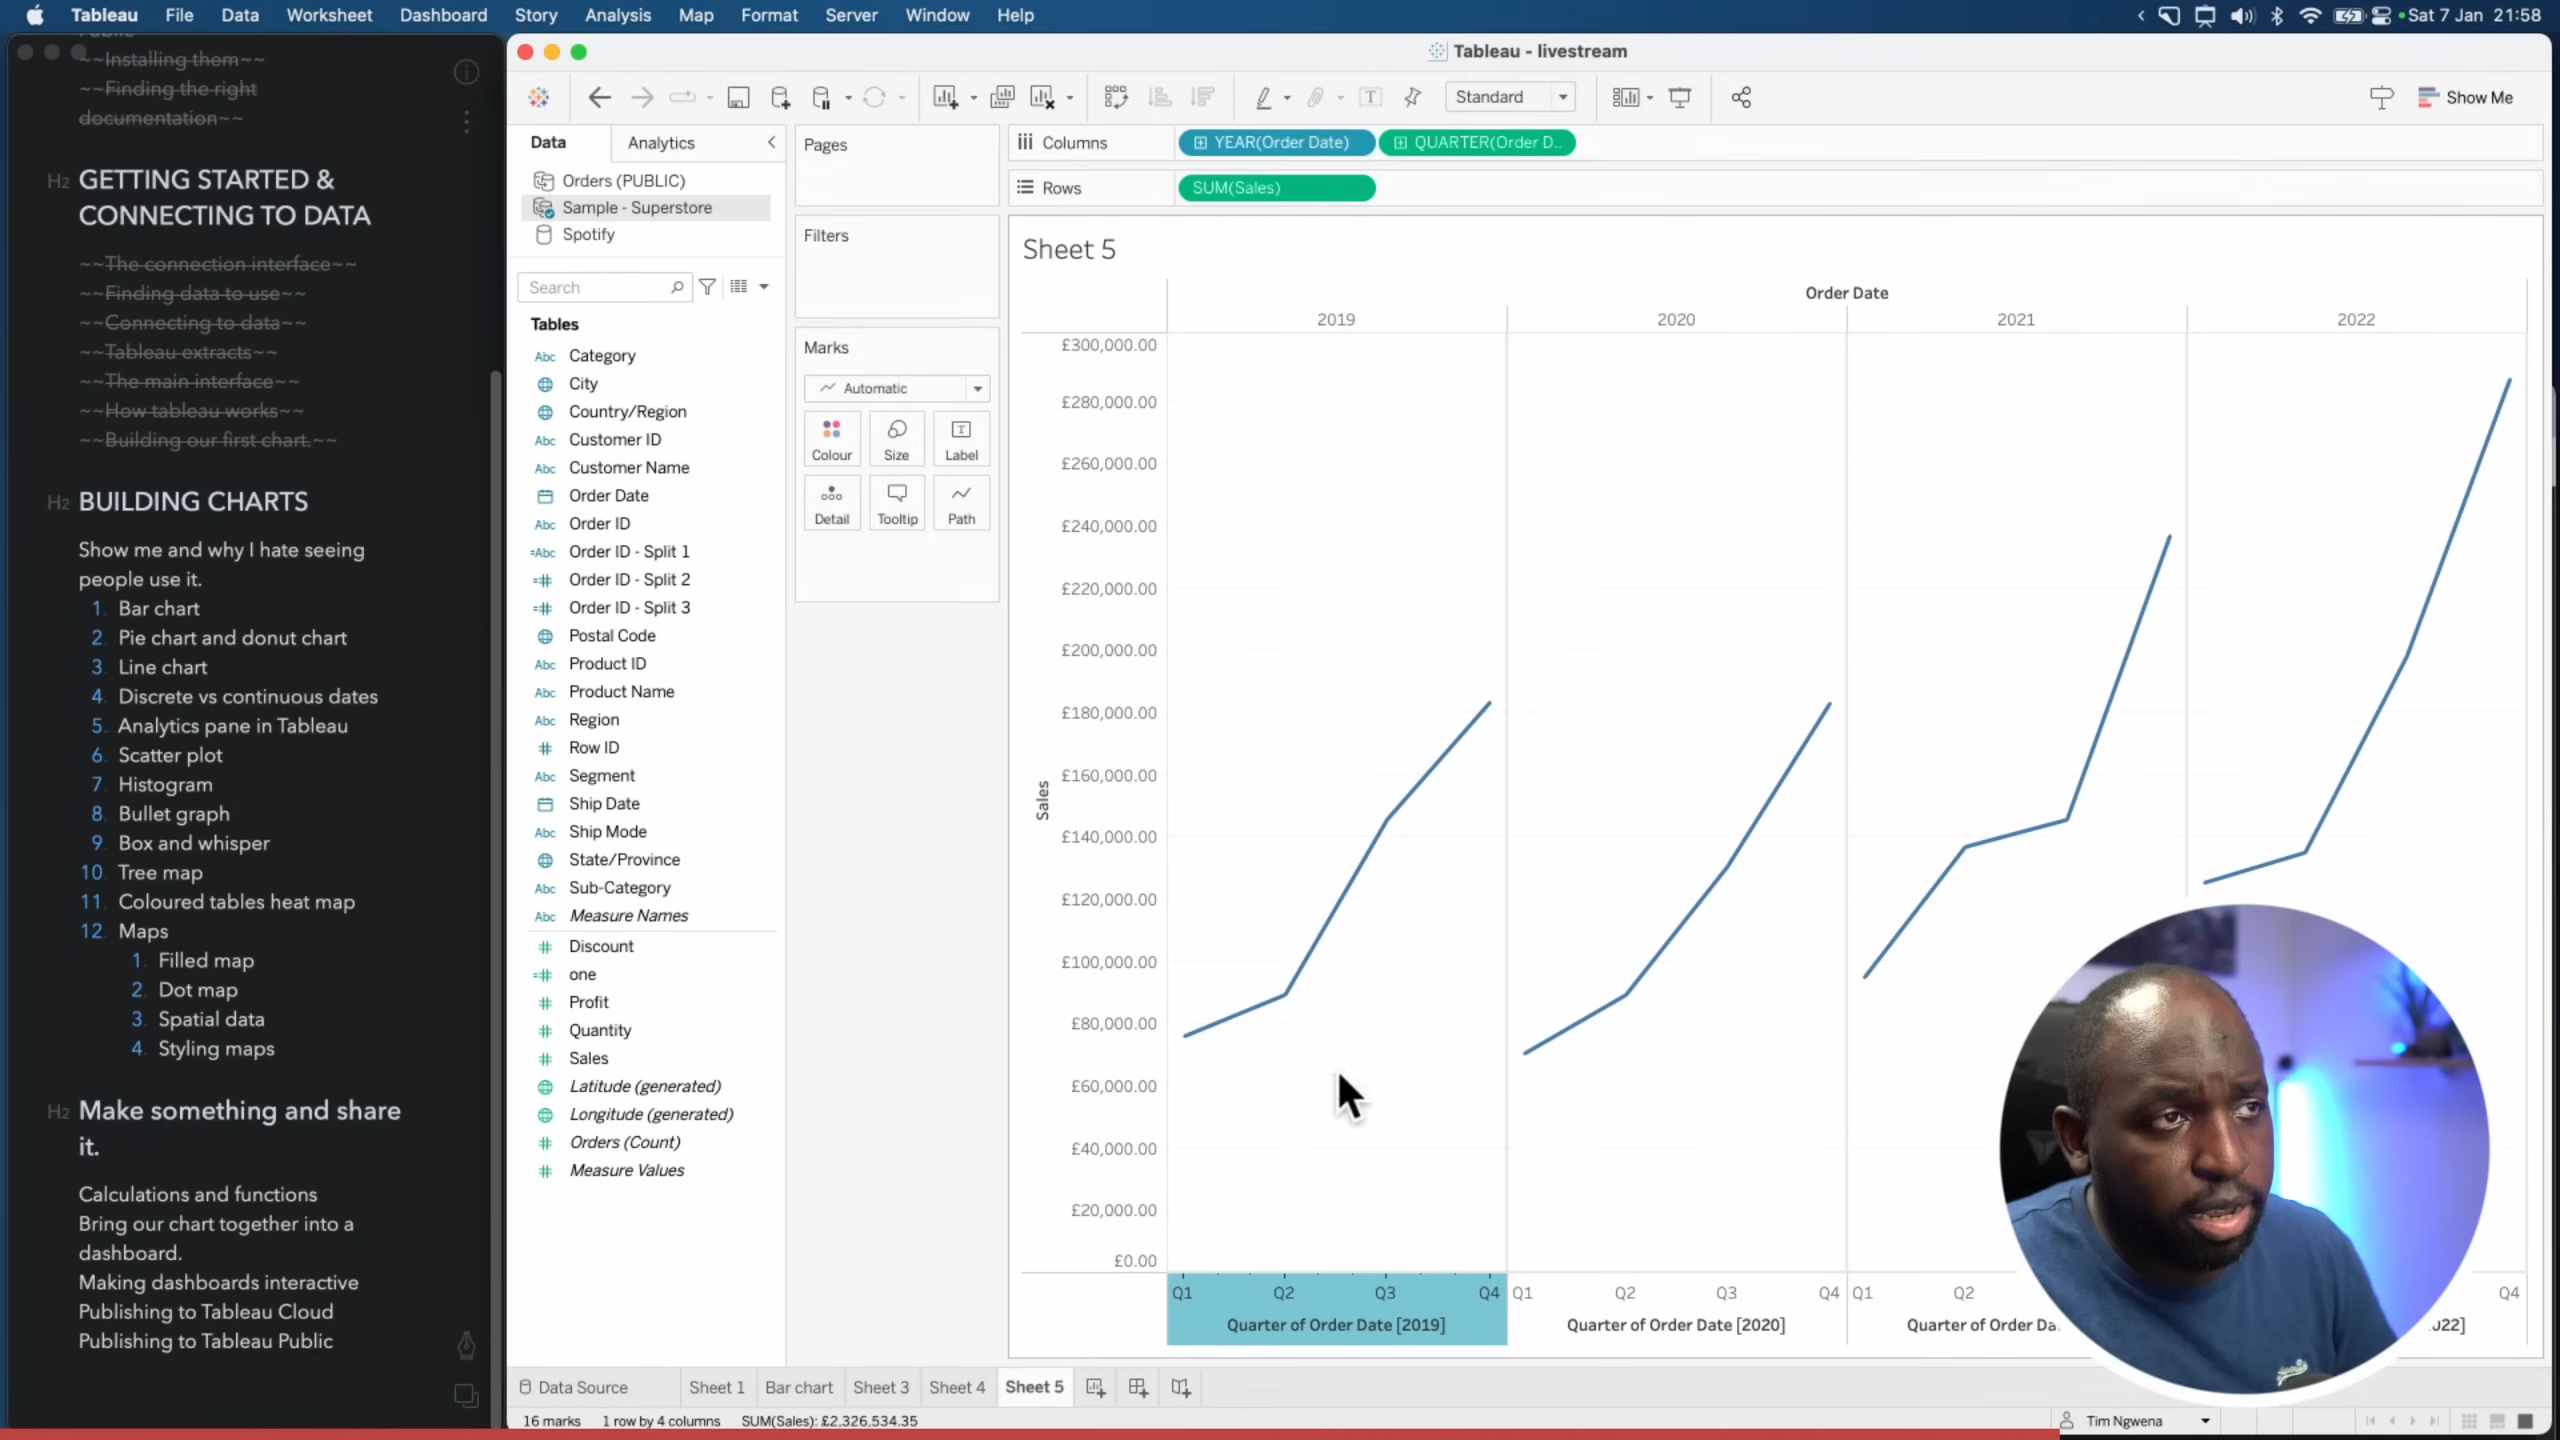 Tableau File Data Worksheet Dashboard Story Analysis Map Format Server Window Help
Sat 7 Jan 21:58
~~Installing them~~
~~Finding the right
documentation~~
H2 GETTING STARTED &
CONNECTING TO DATA
~~The connection interface~~
~~Finding data to use~~
~~Connecting to data~~
~~Tableau extracts~~
~~The main interface~~
~~How tableau works~~
~~Building our first chart.~~
H2 BUILDING CHARTS
Show me and why I hate seeing
people use it.
1. Bar chart
2. Pie chart and donut chart
3. Line chart
4. Discrete vs continuous dates
5. Analytics pane in Tableau
6. Scatter plot
7. Histogram
8. Bullet graph
9. Box and whisper
10. Tree map
11. Coloured tables heat map
12. Maps
1. Filled map
2. Dot map
3. Spatial data
4. Styling maps
H2 Make something and share
it.
Calculations and functions
Bring our chart together into a
dashboard.
Making dashboards interactive
Publishing to Tableau Cloud
Publishing to Tableau Public
Tableau - livestream
Standard
Show Me
Data Analytics
Orders (PUBLIC)
Sample - Superstore
Spotify
Search
Tables
Abc Category
City
Country/Region
Abc Customer ID
Abc Customer Name
Order Date
Abc Order ID
=Abc Order ID - Split 1
=# Order ID - Split 2
=# Order ID - Split 3
Postal Code
Abc Product ID
Abc Product Name
Abc Region
# Row ID
Abc Segment
Ship Date
Abc Ship Mode
State/Province
Abc Sub-Category
Abc Measure Names
# Discount
=# one
# Profit
# Quantity
# Sales
Latitude (generated)
Longitude (generated)
# Orders (Count)
# Measure Values
Pages
Filters
Marks
Automatic
Colour Size Label
Detail Tooltip Path
Columns YEAR(Order Date) QUARTER(Order D..
Rows SUM(Sales)
Sheet 5
Order Date
2019 2020 2021 2022
£300,000.00
£280,000.00
£260,000.00
£240,000.00
£220,000.00
£200,000.00
£180,000.00
£160,000.00
£140,000.00
£120,000.00
£100,000.00
£80,000.00
£60,000.00
£40,000.00
£20,000.00
£0.00
Sales
Q1 Q2 Q3 Q4 Q1 Q2 Q3 Q4 Q1 Q2 Q4
Quarter of Order Date [2019] Quarter of Order Date [2020] Quarter of Order Da
Data Source Sheet 1 Bar chart Sheet 3 Sheet 4 Sheet 5
16 marks 1 row by 4 columns SUM(Sales): £2,326,534.35
Tim Ngwena